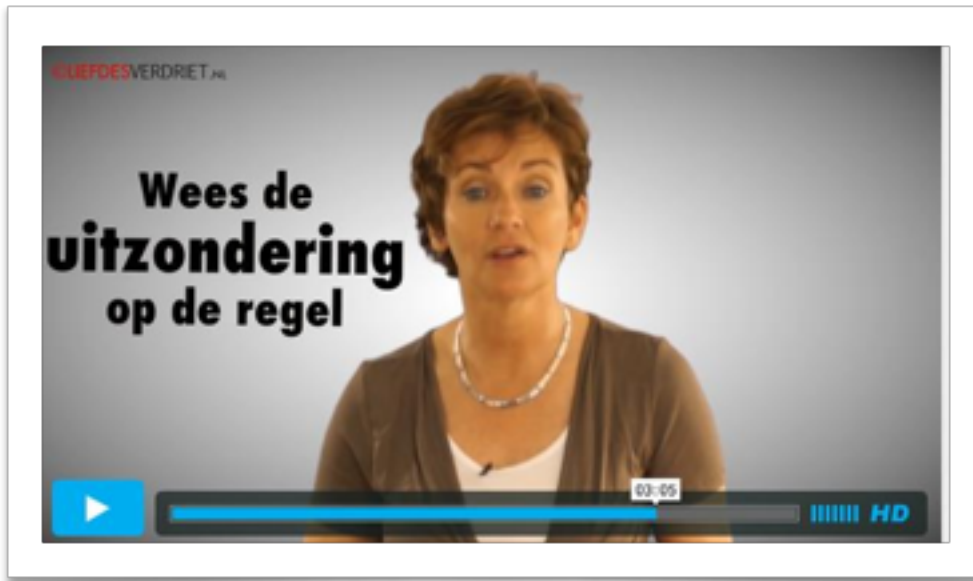 LIEFDESVERDRIET.NL
Wees de
uitzondering
op de regel
03:05
HD